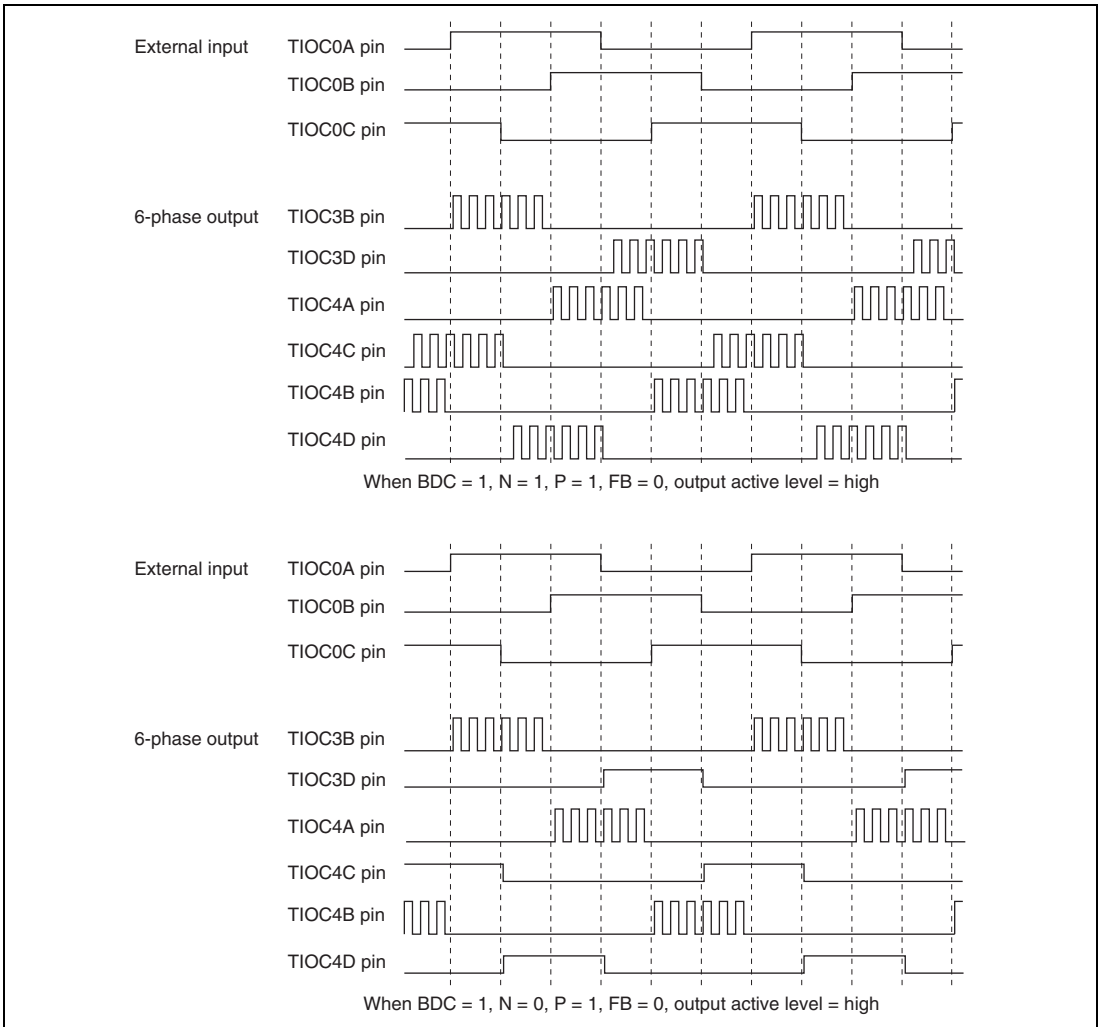 External input TIOC0A pin
TIOC0B pin
TIOC0C pin
6-phase output TIOC3B pin
TIOC3D pin
TIOC4A pin
TIOC4C pin
TIOC4B pin
TIOC4D pin
When BDC = 1, N = 1, P = 1, FB = 0, output active level = high
External input TIOC0A pin
TIOC0B pin
TIOC0C pin
6-phase output TIOC3B pin
TIOC3D pin
TIOC4A pin
TIOC4C pin
TIOC4B pin
TIOC4D pin
When BDC = 1, N = 0, P = 1, FB = 0, output active level = high